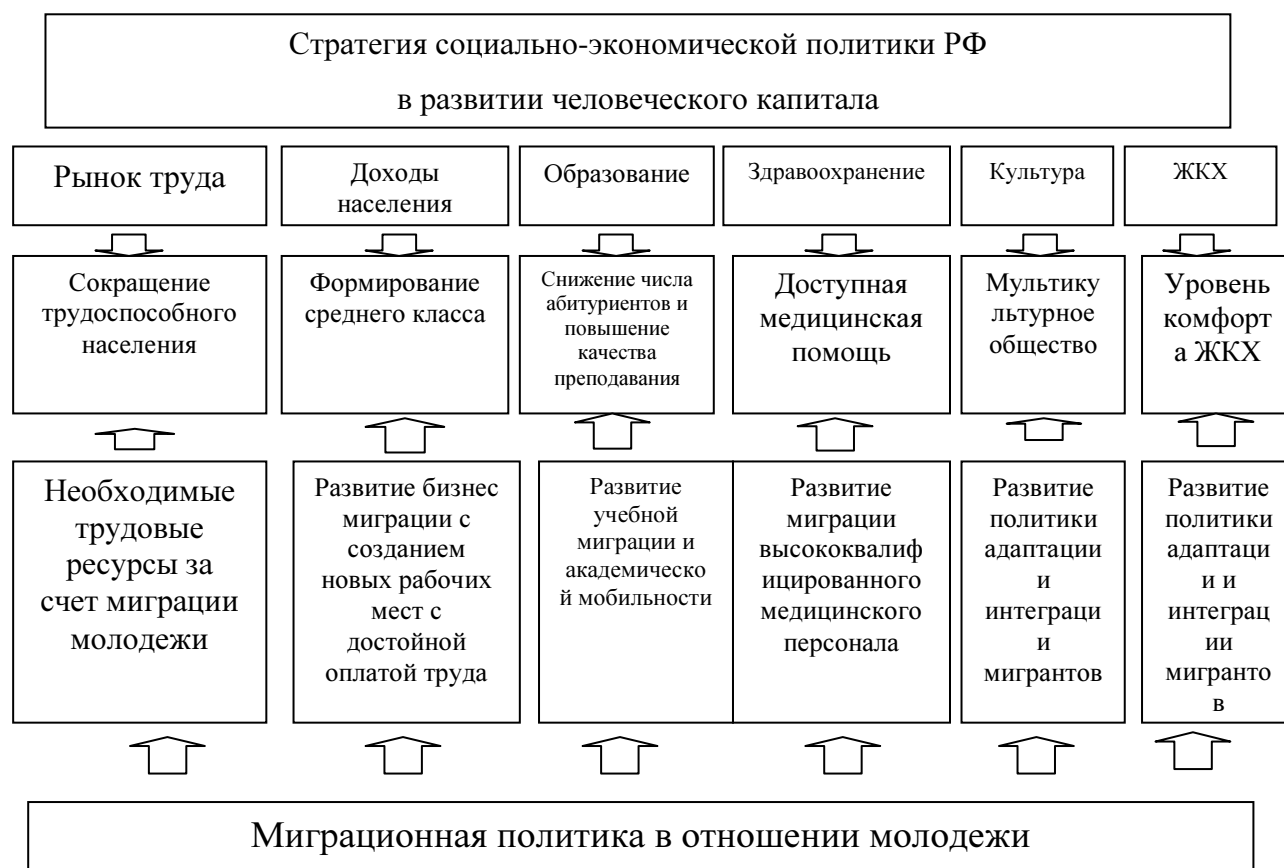 Стратегия социально-экономической политики РФ
в развитии человеческого капитала
Рынок труда
Доходы
населения
Образование
Здравоохранение
Культура
ЖКХ
Сокращение
трудоспособного
населения
Формирование
среднего класса
Снижение числа
абитуриентов и
повышение
качества
преподавания
Доступная
медицинская
помощь
Мультику
льтурное
общество
Уровень
комфорт
а ЖКХ
Необходимые
трудовые
ресурсы за
счет миграции
молодежи
Развитие бизнес
миграции с
созданием
новых рабочих
мест с
достойной
оплатой труда
Развитие
учебной
миграции и
академическо
й мобильности
Развитие
миграции
высококвалиф
ицированного
медицинского
персонала
Развитие
политики
адаптации
и
интеграци
и
мигрантов
Развитие
политики
адаптаци
и и
интеграц
ии
мигранто
в
Миграционная политика в отношении молодежи